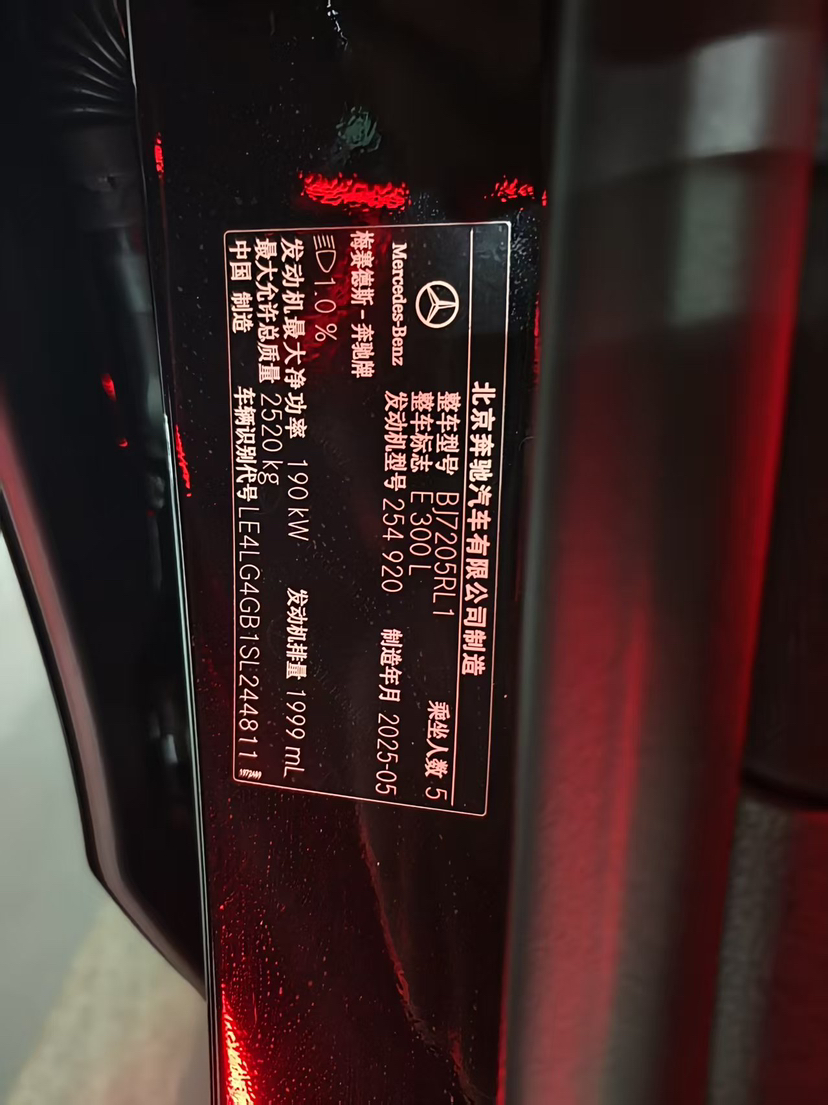 北京奔驰汽车有限公司制造
Mercedes-Benz
梅赛德斯-奔驰牌
整车型号 BJ7205RL1 乘坐人数 5
整车标志 E 300 L
发动机型号 254 920 制造年月 2025-05
1.0 %
发动机最大净功率 190 kW 发动机排量 1999 mL
最大允许总质量 2520 kg
中国 制造 车辆识别代号 LE4LG4GB1SL244811